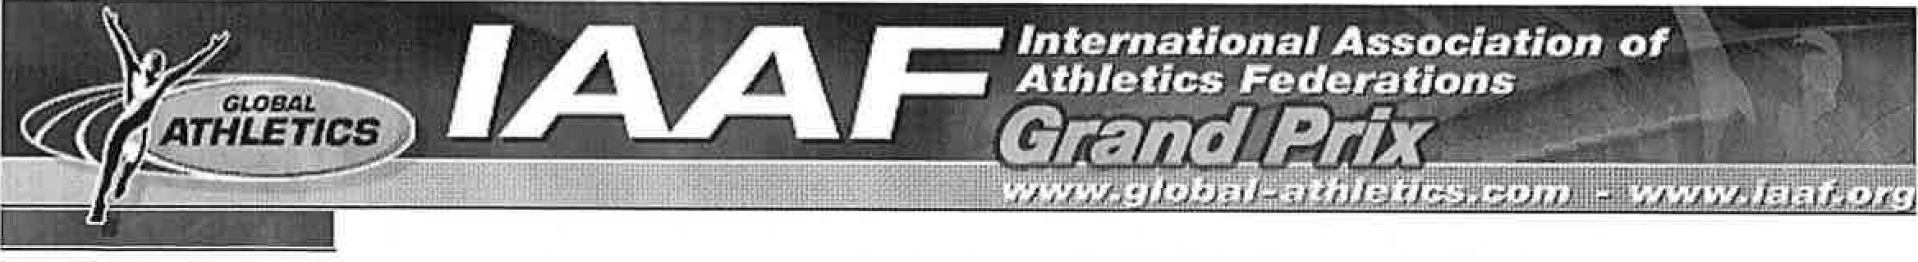 GLOBAL
ATHLETICS
IAAF
International Association of
Athletics Federations
Grand Prix
www.global-athletics.com - www.iaaf.org